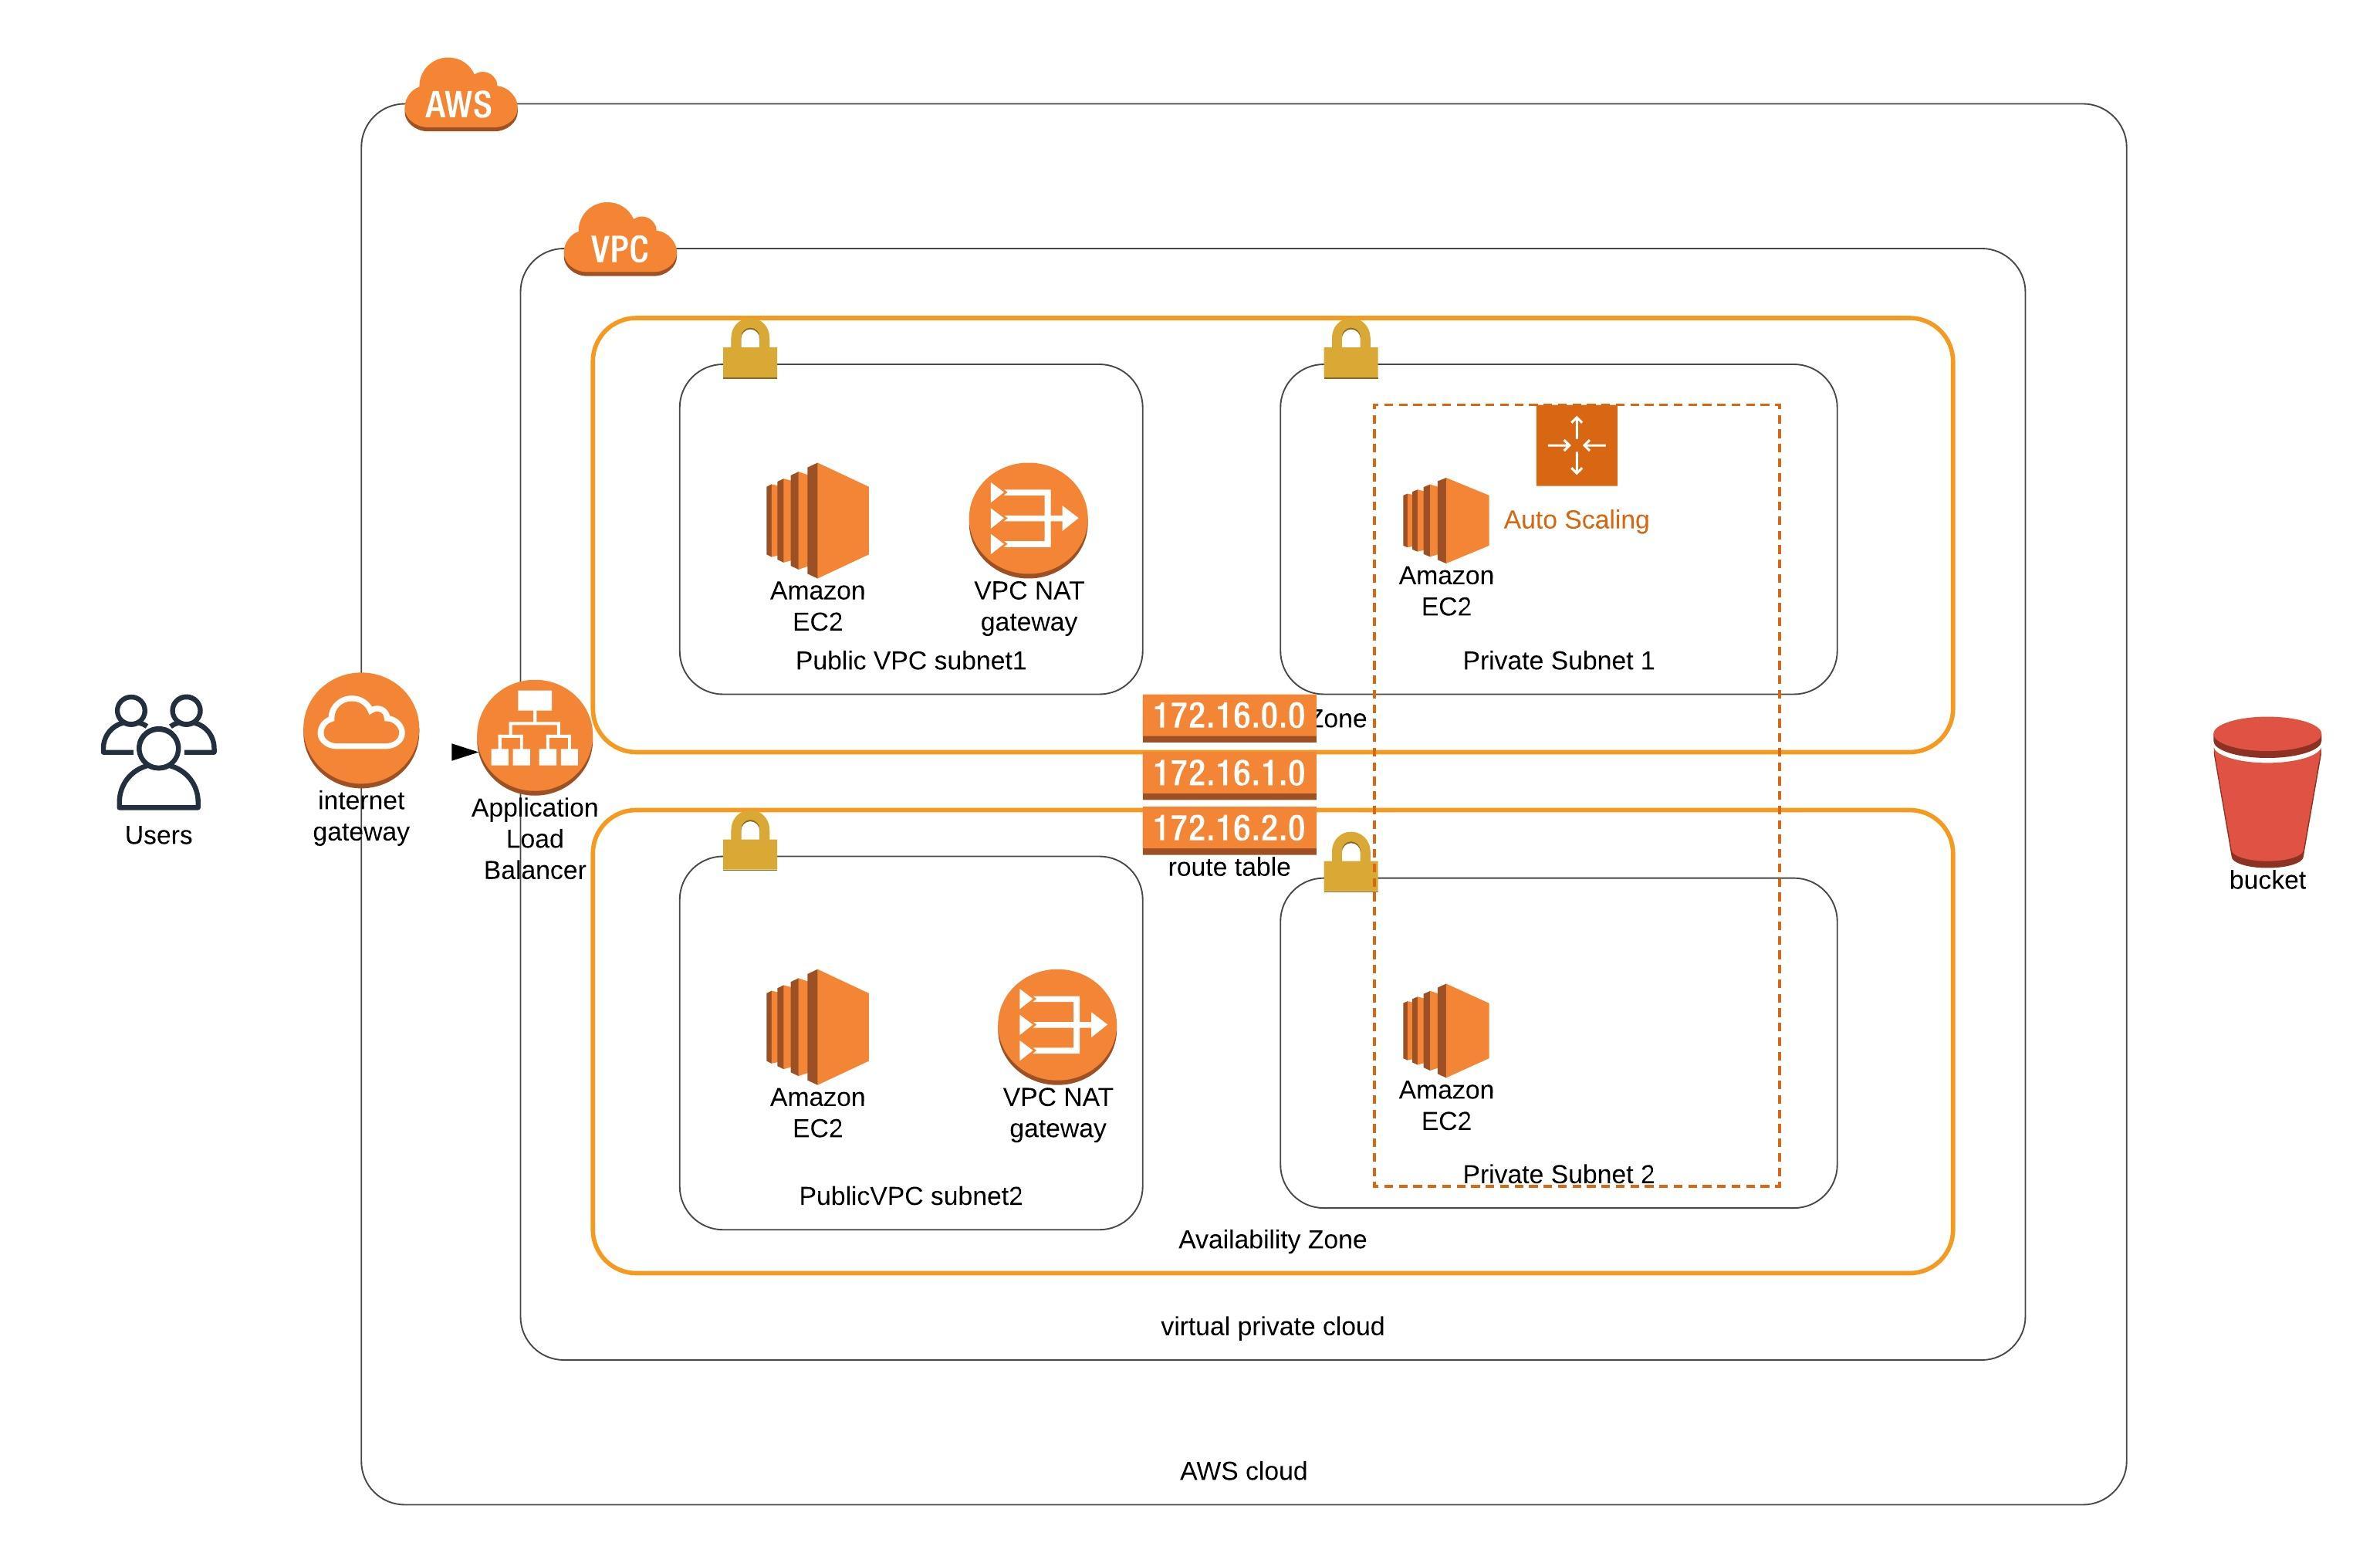 AWS
VPC
Amazon
EC2
VPC NAT
gateway
Public VPC subnet1
Auto Scaling
Amazon
EC2
Private Subnet 1
172.16.0.0
Zone
172.16.1.0
172.16.2.0
route table
Users
internet
gateway
Application
Load
Balancer
bucket
Amazon
EC2
VPC NAT
gateway
PublicVPC subnet2
Amazon
EC2
Private Subnet 2
Availability Zone
virtual private cloud
AWS cloud